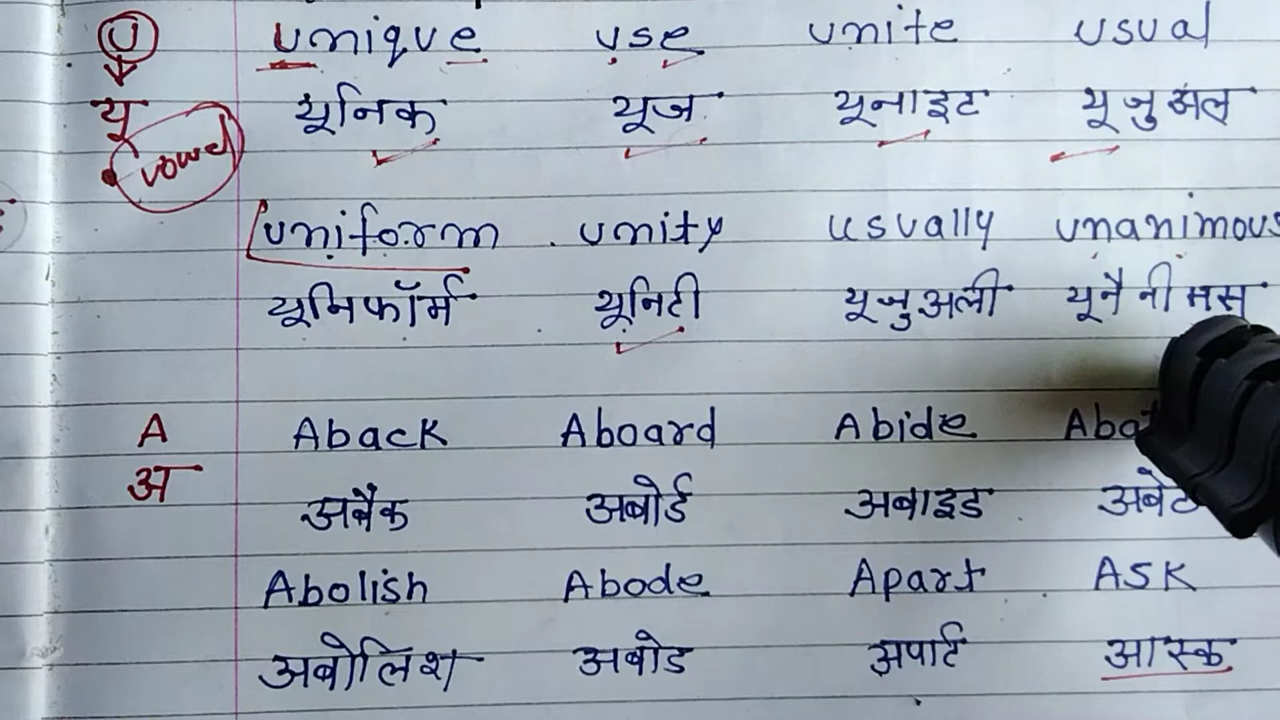 U unique use unite usual
यू यूनिक यूज यूनाइट यूजुअल
vowel
uniform unity usually unanimous
यूनिफॉर्म यूनिटी यूजुअली यूनैनीमस
A Aback Aboard Abide
अ अबैक अबोर्ड अबाइड अबेट
Abolish Abode Apart ASK
अबोलिश अबोड अपार्ट आस्क